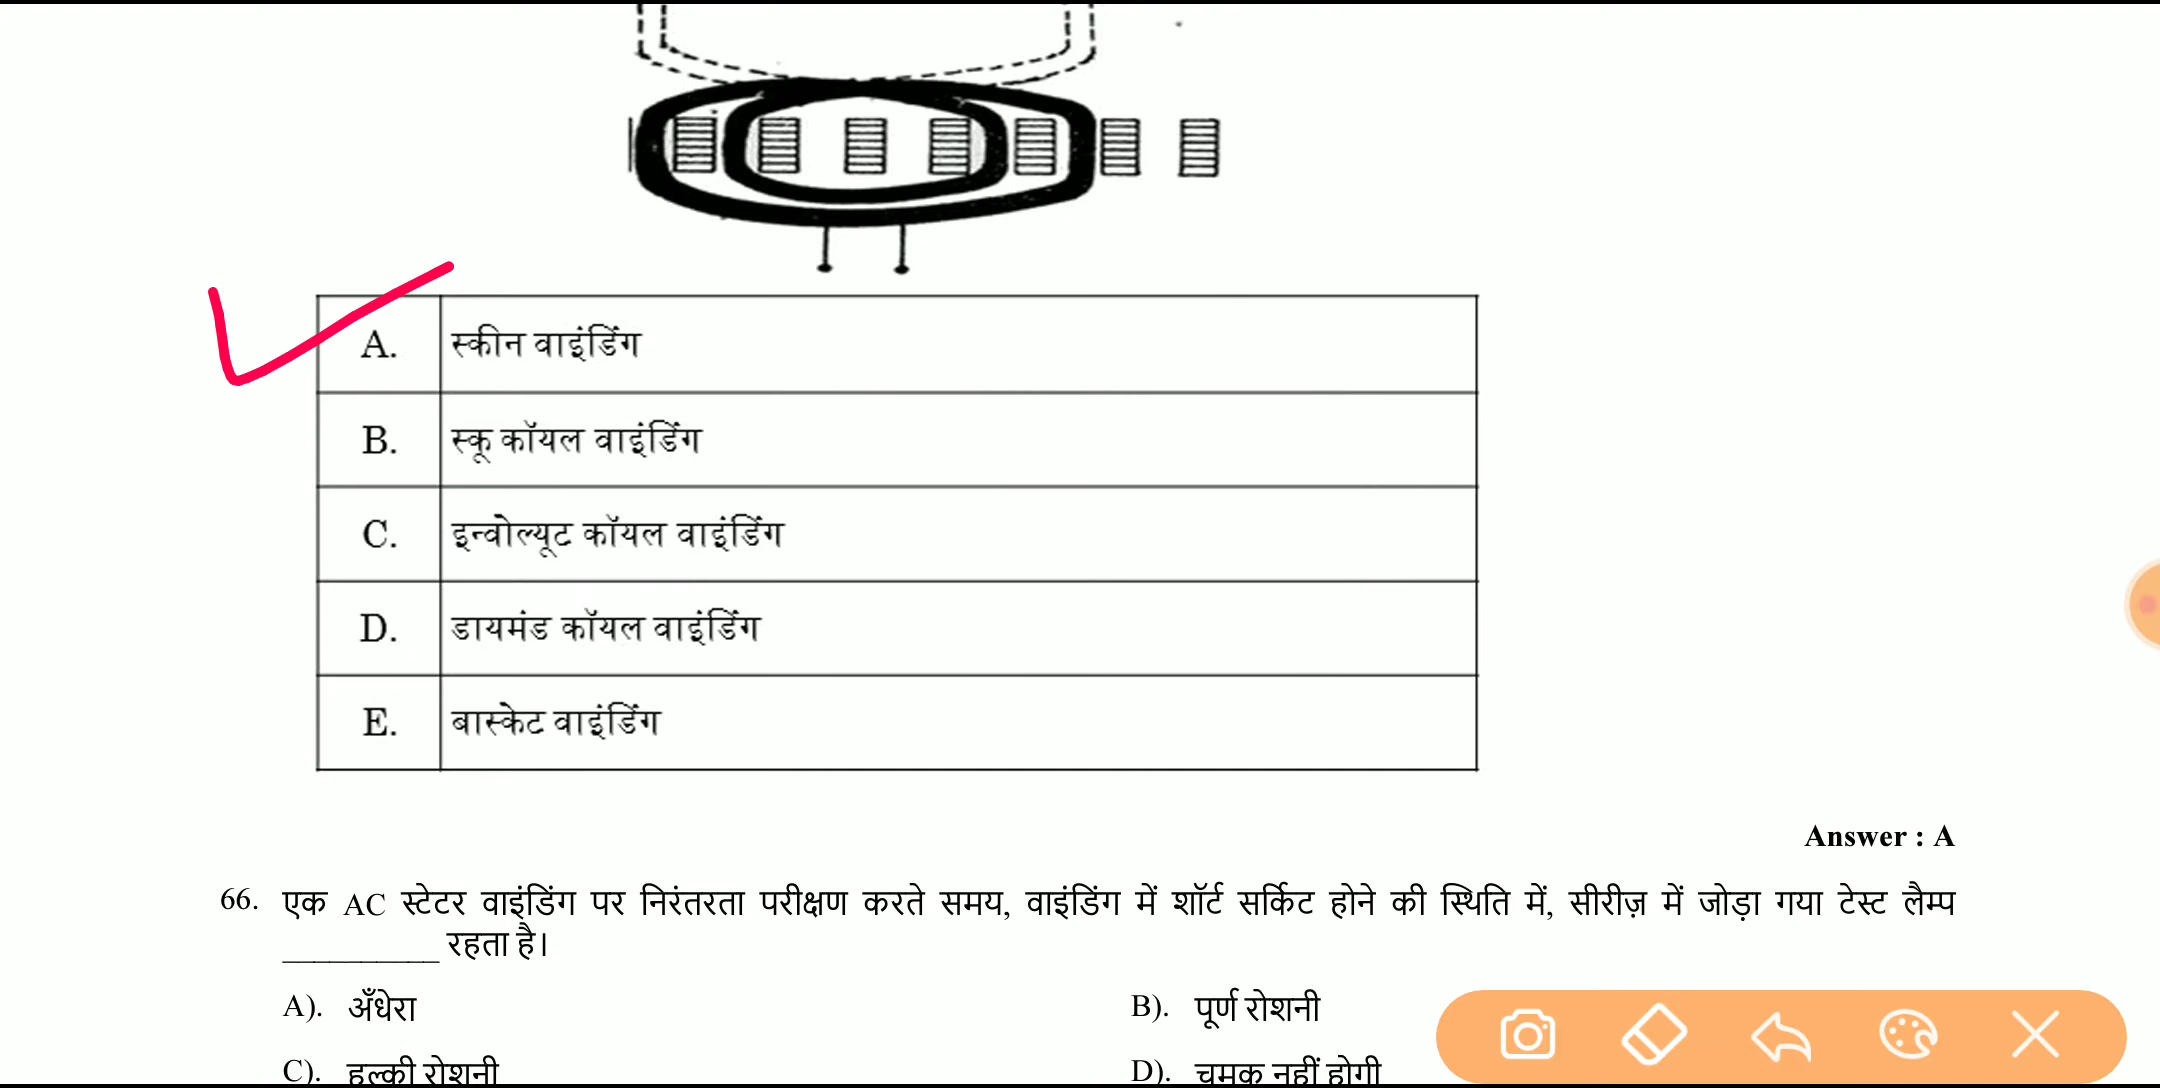 A. स्कीन वाइंडिंग
B. स्कू कॉयल वाइंडिंग
C. इन्वोल्यूट कॉयल वाइंडिंग
D. डायमंड कॉयल वाइंडिंग
E. बास्केट वाइंडिंग
Answer : A
66. एक AC स्टेटर वाइंडिंग पर निरंतरता परीक्षण करते समय, वाइंडिंग में शॉर्ट सर्किट होने की स्थिति में, सीरीज़ में जोड़ा गया टेस्ट लैम्प
__________ रहता है।
A). अँधेरा B). पूर्ण रोशनी
C). हल्की रोशनी D). चमक नहीं होगी